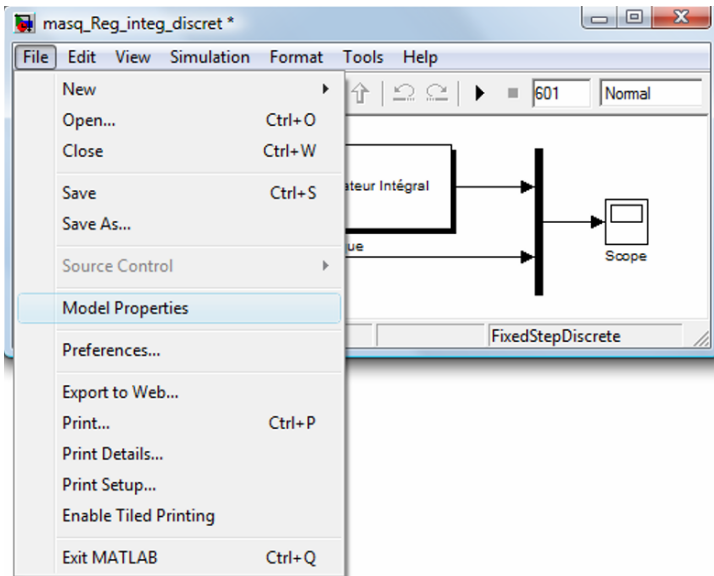 masq_Reg_integ_discret *
File Edit View Simulation Format Tools Help
601 Normal
New
Open... Ctrl+O
Close Ctrl+W
Save Ctrl+S
Save As...
Source Control
Model Properties
Preferences...
Export to Web...
Print... Ctrl+P
Print Details...
Print Setup...
Enable Tiled Printing
Exit MATLAB Ctrl+Q
ateur Intégral
ue
Scope
FixedStepDiscrete